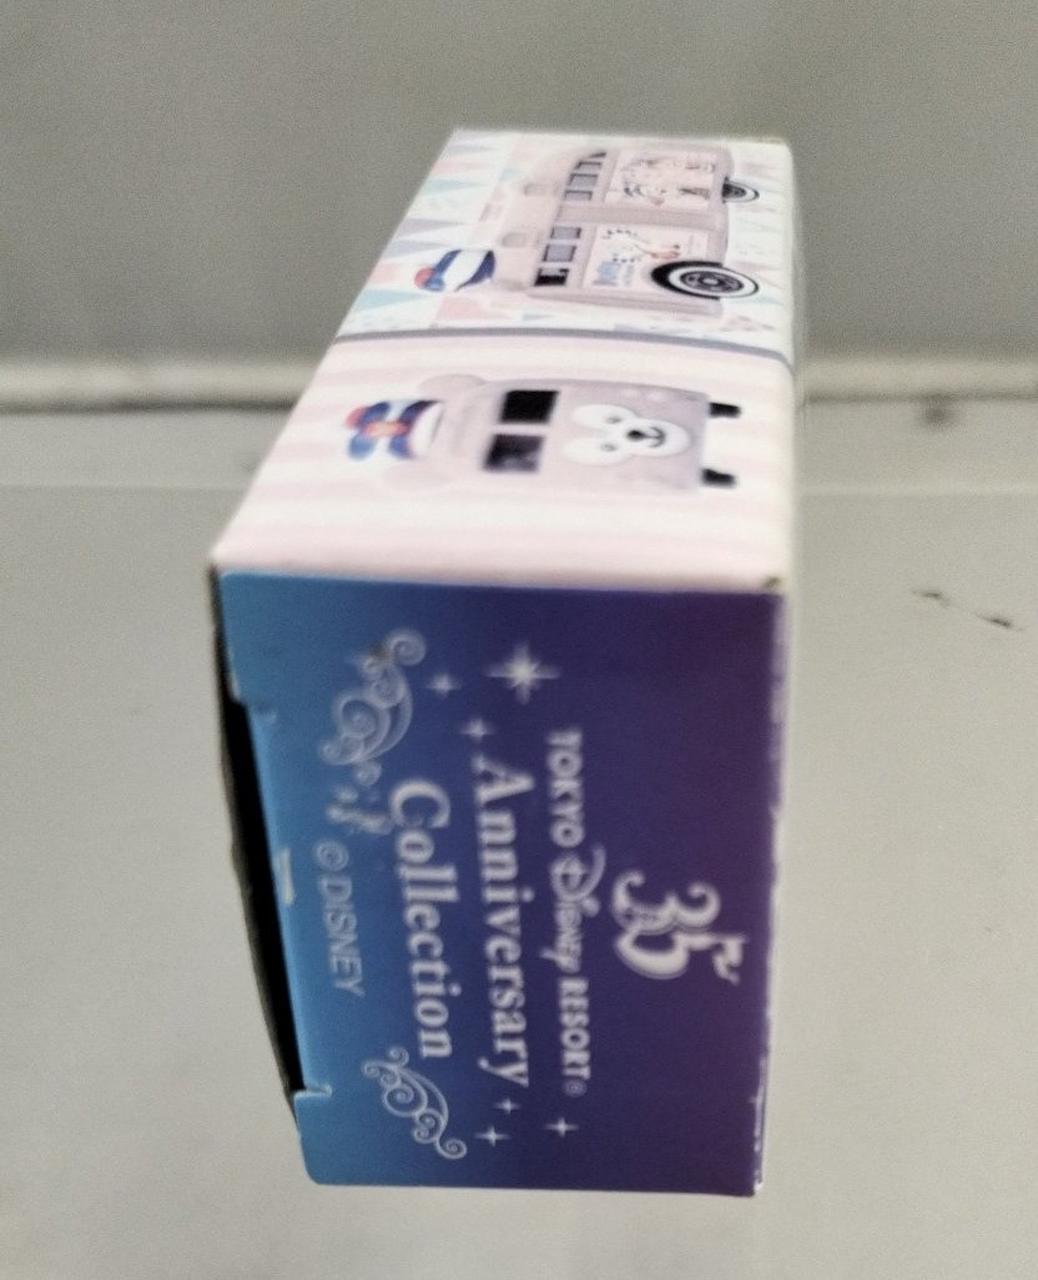 35
TOKYO DISNEY RESORT®
Anniversary
Collection
© DISNEY